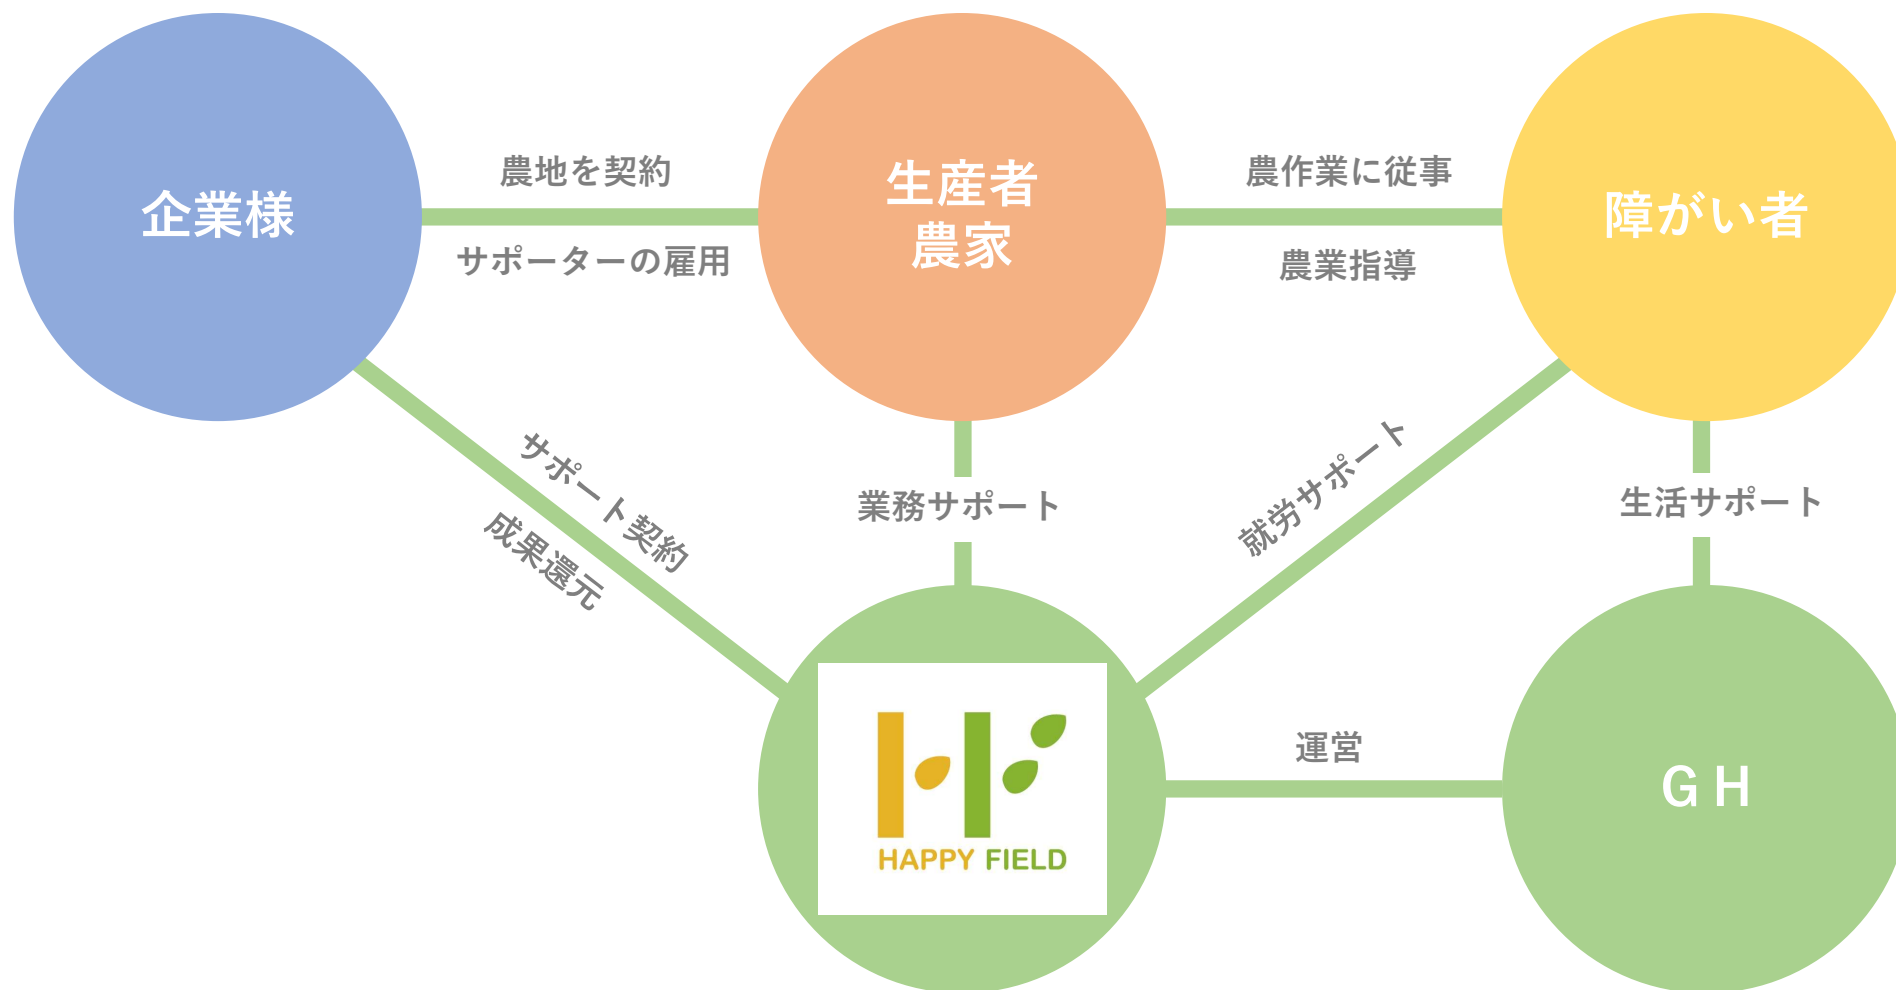 企業様
農地を契約
サポーターの雇用
生産者
農家
農作業に従事
農業指導
障がい者
サポート契約
成果還元
業務サポート
就労サポート
生活サポート
HAPPY FIELD
運営
ＧＨ